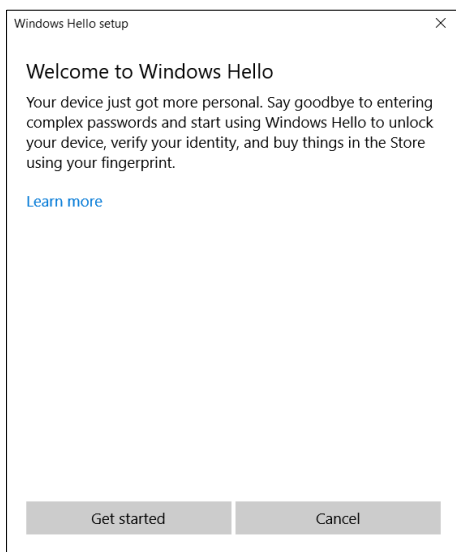 Windows Hello setup
Welcome to Windows Hello
Your device just got more personal. Say goodbye to entering
complex passwords and start using Windows Hello to unlock
your device, verify your identity, and buy things in the Store
using your fingerprint.
Learn more
Get started
Cancel